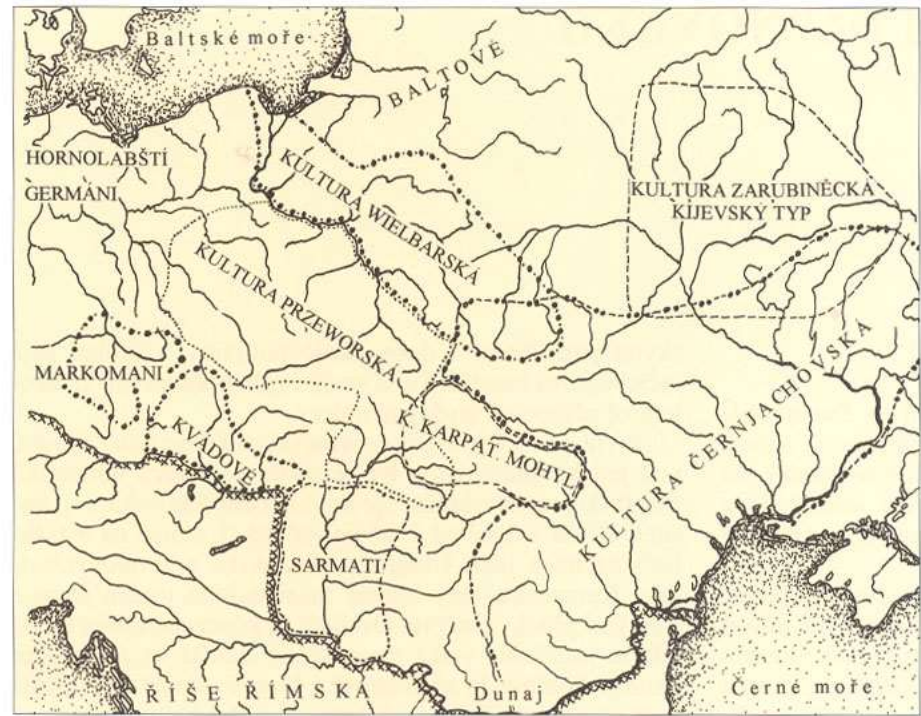 Baltské moře
BALTOVÉ
HORNOLABŠTÍ
GERMÁNI
KULTURA WIELBARSKÁ
KULTURA ZARUBINĚCKÁ
KIJEVSKÝ TYP
KULTURA PRZEWORSKÁ
MARKOMANI
KVÁDOVÉ
K. KARPAT. MOHYL
KULTURA ČERNJACHOVSKÁ
SARMATI
ŘÍŠE ŘÍMSKÁ
Dunaj
Černé moře